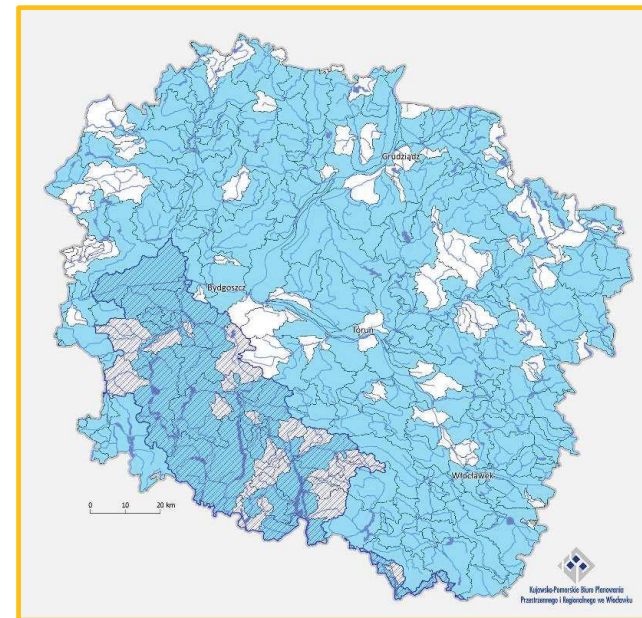 Grudziądz
Bydgoszcz
Toruń
Włocławek
0 10 20 km
Kujawsko-Pomorskie Biuro Planowania
Przestrzennego i Regionalnego we Włocławku